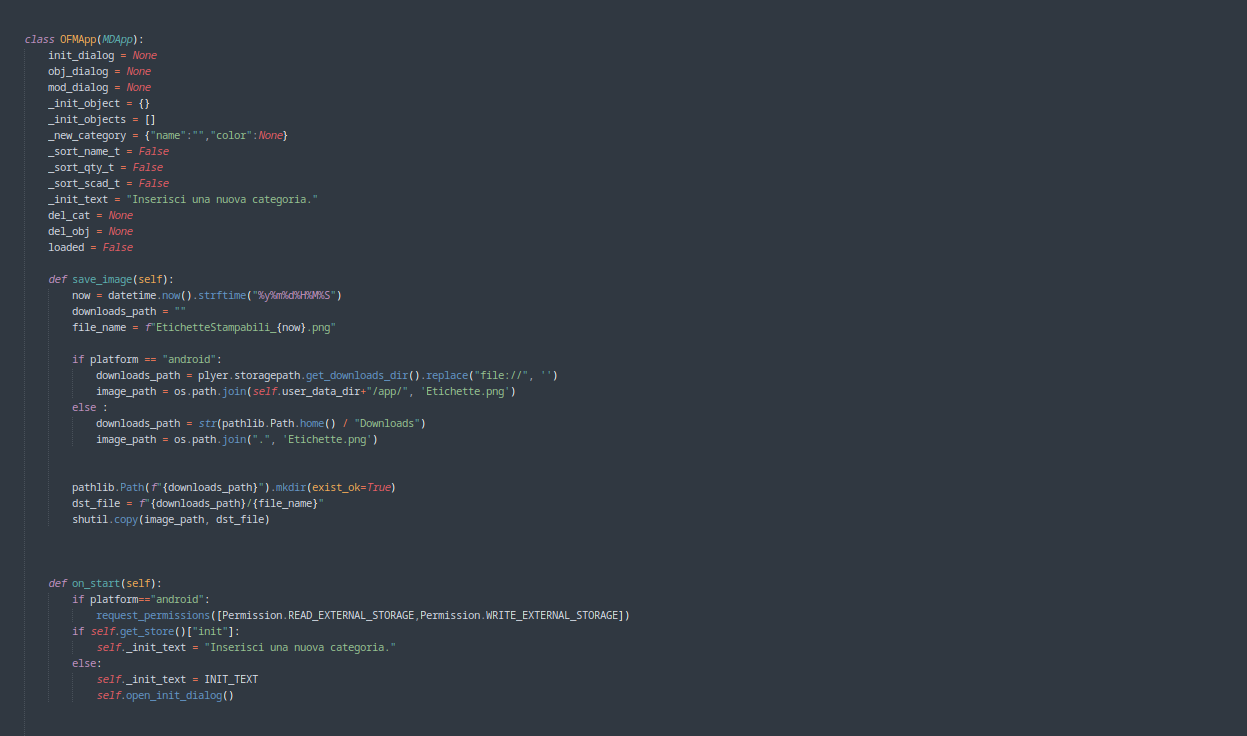 class OFMApp(MDApp):
    init_dialog = None
    obj_dialog = None
    mod_dialog = None
    _init_object = {}
    _init_objects = []
    _new_category = {"name":"","color":None}
    _sort_name_t = False
    _sort_qty_t = False
    _sort_scad_t = False
    _init_text = "Inserisci una nuova categoria."
    del_cat = None
    del_obj = None
    loaded = False

    def save_image(self):
        now = datetime.now().strftime("%y%m%d%H%M%S")
        downloads_path = ""
        file_name = f"EtichetteStampabili_{now}.png"

        if platform == "android":
            downloads_path = plyer.storagepath.get_downloads_dir().replace("file://", '')
            image_path = os.path.join(self.user_data_dir+"/app/", 'Etichette.png')
        else :
            downloads_path = str(pathlib.Path.home() / "Downloads")
            image_path = os.path.join(".", 'Etichette.png')


        pathlib.Path(f"{downloads_path}").mkdir(exist_ok=True)
        dst_file = f"{downloads_path}/{file_name}"
        shutil.copy(image_path, dst_file)



    def on_start(self):
        if platform=="android":
            request_permissions([Permission.READ_EXTERNAL_STORAGE,Permission.WRITE_EXTERNAL_STORAGE])
        if self.get_store()["init"]:
            self._init_text = "Inserisci una nuova categoria."
        else:
            self._init_text = INIT_TEXT
            self.open_init_dialog()